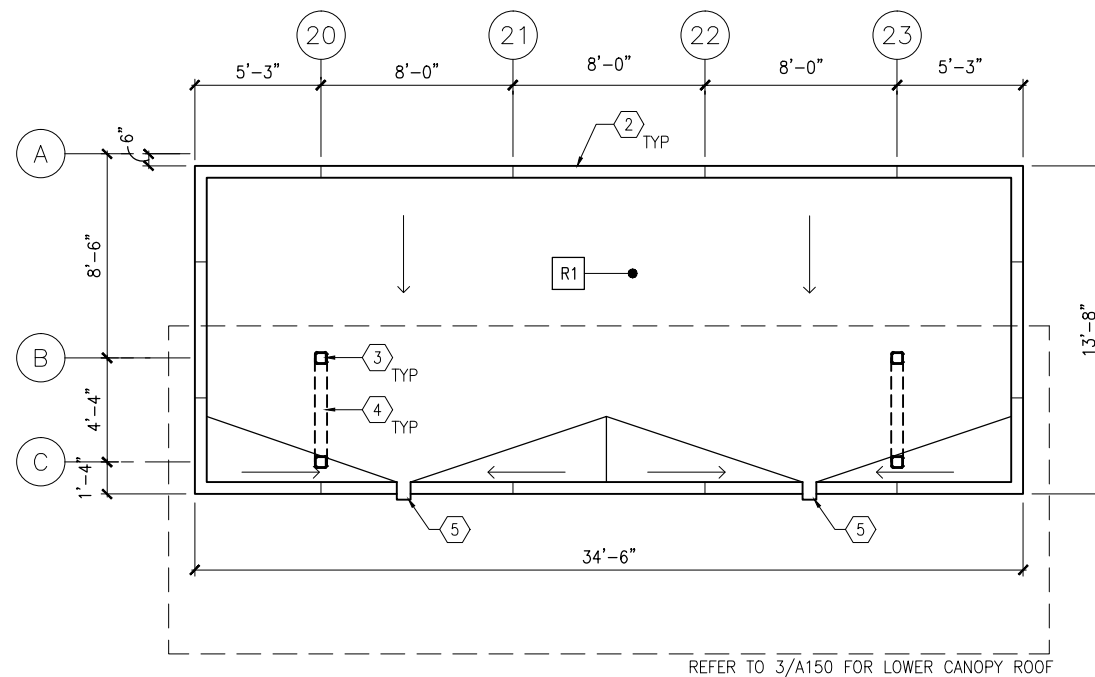 20
21
22
23
5'-3"
8'-0"
8'-0"
8'-0"
5'-3"
A
6"
2
TYP
8'-6"
R1
13'-8"
B
3
TYP
4'-4"
4
TYP
C
1'-4"
5
5
34'-6"
REFER TO 3/A150 FOR LOWER CANOPY ROOF